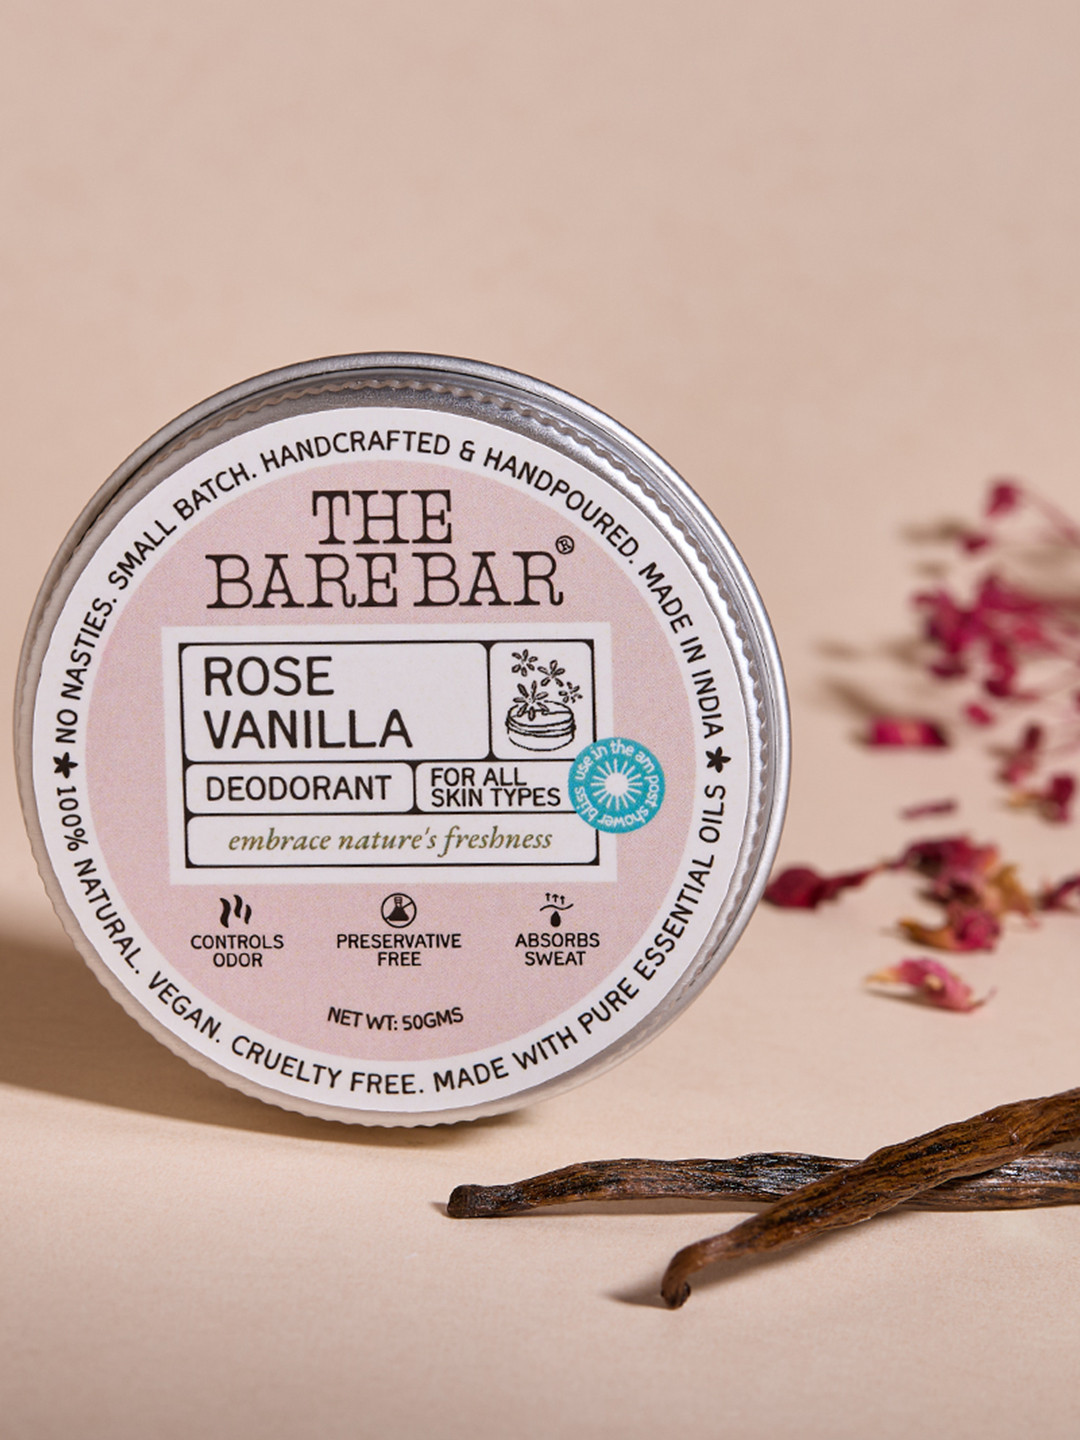 NO NASTIES. SMALL BATCH. HANDCRAFTED & HANDPOURED. MADE IN INDIA
THE
BARE BAR®
ROSE
VANILLA
DEODORANT
FOR ALL
SKIN TYPES
use in the am post shower bliss
embrace nature's freshness
CONTROLS
ODOR
PRESERVATIVE
FREE
ABSORBS
SWEAT
NET WT: 50GMS
100% NATURAL. VEGAN. CRUELTY FREE. MADE WITH PURE ESSENTIAL OILS